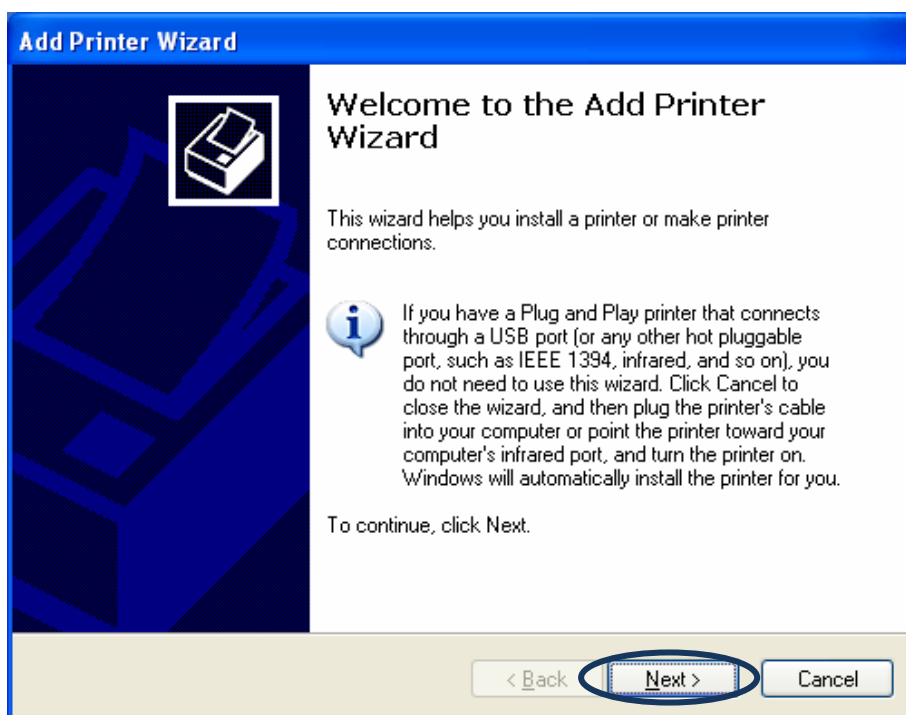 Add Printer Wizard
Welcome to the Add Printer
Wizard
This wizard helps you install a printer or make printer
connections.
If you have a Plug and Play printer that connects
through a USB port (or any other hot pluggable
port, such as IEEE 1394, infrared, and so on), you
do not need to use this wizard. Click Cancel to
close the wizard, and then plug the printer's cable
into your computer or point the printer toward your
computer's infrared port, and turn the printer on.
Windows will automatically install the printer for you.
To continue, click Next.
< Back Next > Cancel